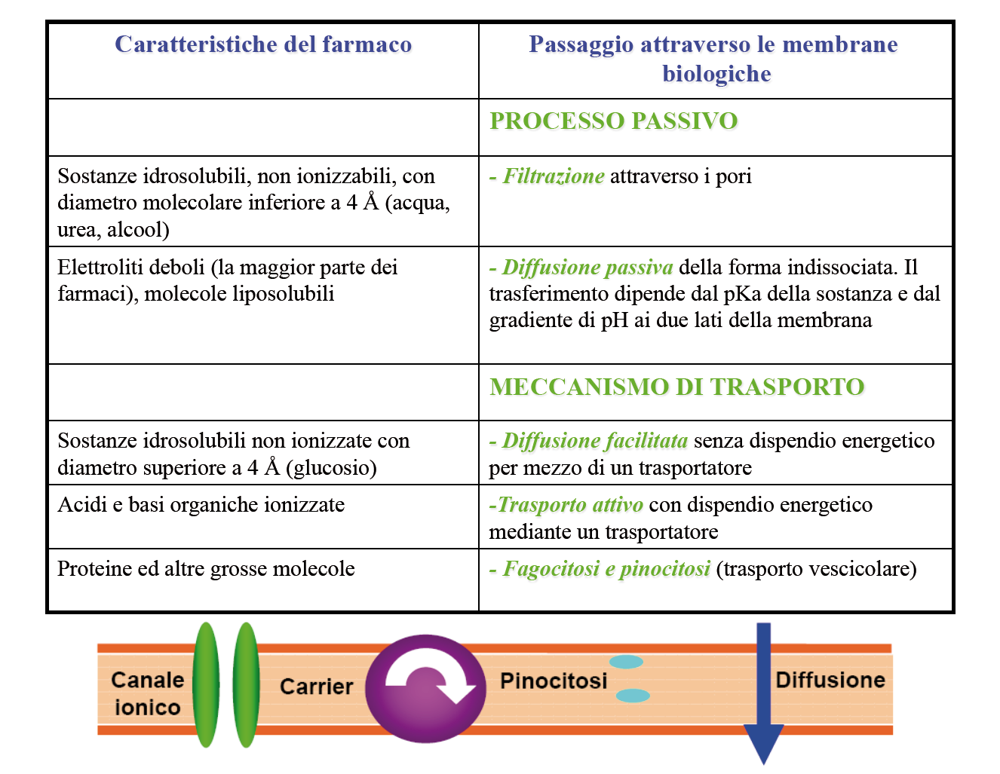 Caratteristiche del farmaco
Passaggio attraverso le membrane
biologiche
PROCESSO PASSIVO
Sostanze idrosolubili, non ionizzabili, con
diametro molecolare inferiore a 4 Å (acqua,
urea, alcool)
- Filtrazione attraverso i pori
Elettroliti deboli (la maggior parte dei
farmaci), molecole liposolubili
- Diffusione passiva della forma indissociata. Il
trasferimento dipende dal pKa della sostanza e dal
gradiente di pH ai due lati della membrana
MECCANISMO DI TRASPORTO
Sostanze idrosolubili non ionizzate con
diametro superiore a 4 Å (glucosio)
- Diffusione facilitata senza dispendio energetico
per mezzo di un trasportatore
Acidi e basi organiche ionizzate
-Trasporto attivo con dispendio energetico
mediante un trasportatore
Proteine ed altre grosse molecole
- Fagocitosi e pinocitosi (trasporto vescicolare)
Canale
ionico
Carrier
Pinocitosi
Diffusione